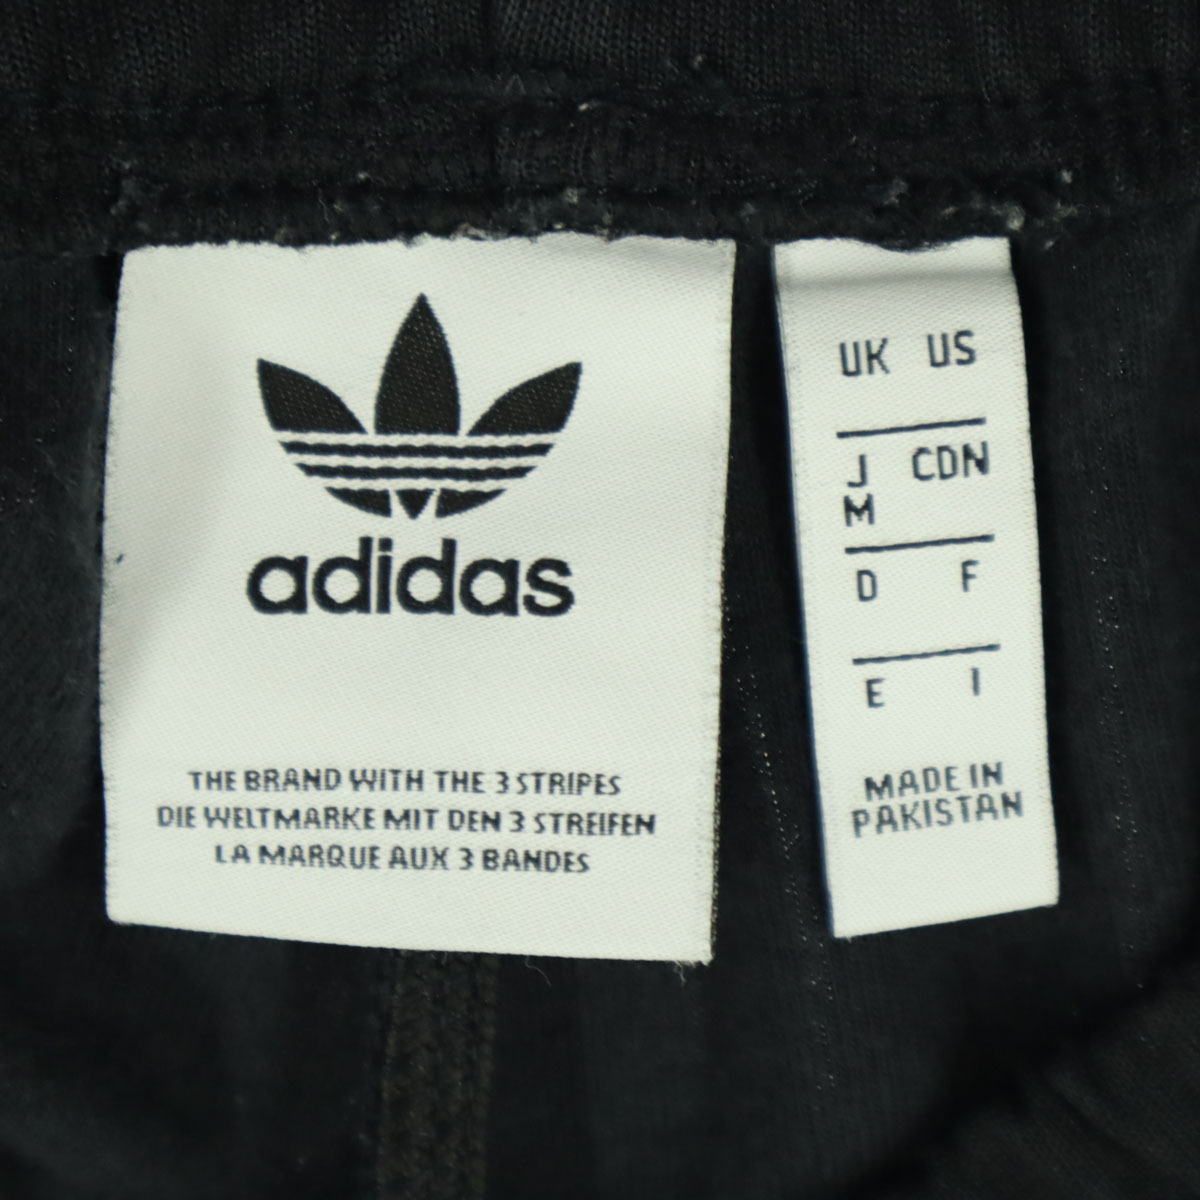 adidas
THE BRAND WITH THE 3 STRIPES
DIE WELTMARKE MIT DEN 3 STREIFEN
LA MARQUE AUX 3 BANDES
UK US
J CDN
M
D F
E I
MADE IN
PAKISTAN